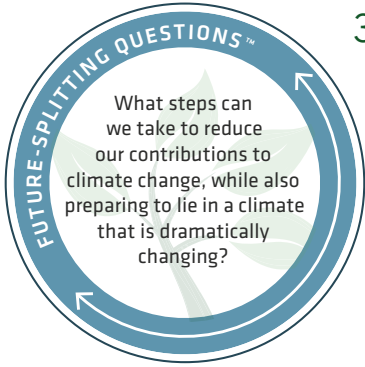 FUTURE-SPLITTING QUESTIONS™
What steps can
we take to reduce
our contributions to
climate change, while also
preparing to lie in a climate
that is dramatically
changing?
3